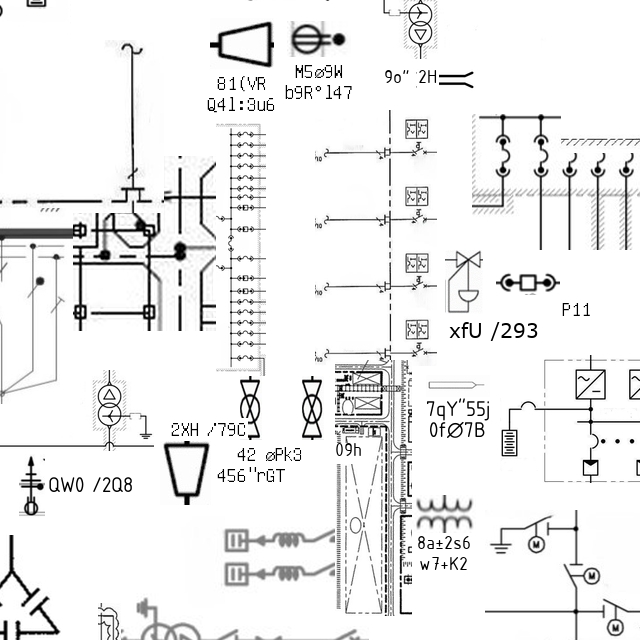 81(VR
Q4l:3u6
M5ø9W
b9R°l47
9o" 2H
P11
xfU /293
7qY"55j
0fØ7B
2XH /79C
42 øPk3
456"rGT
09h
QW0 /2Q8
8a±2s6
w7+K2
M
M
M